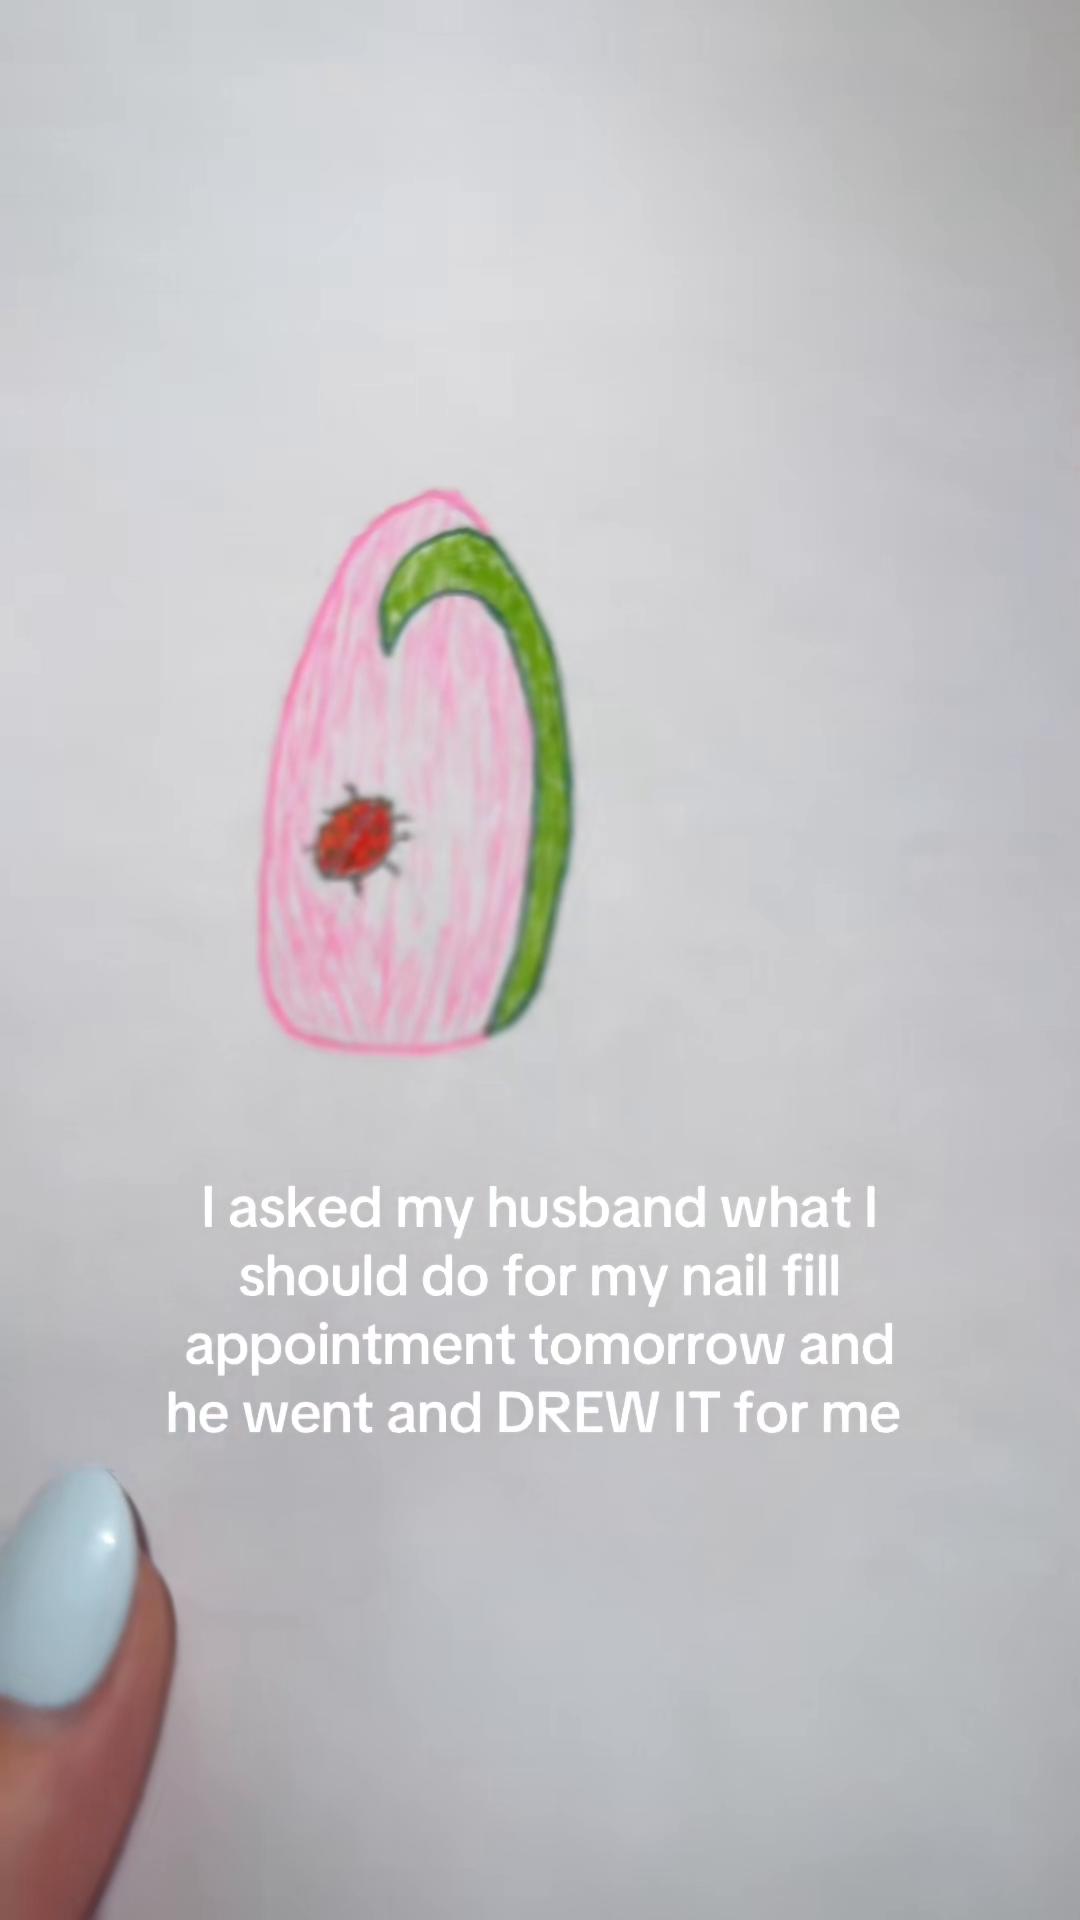 I asked my husband what I
should do for my nail fill
appointment tomorrow and
he went and DREW IT for me